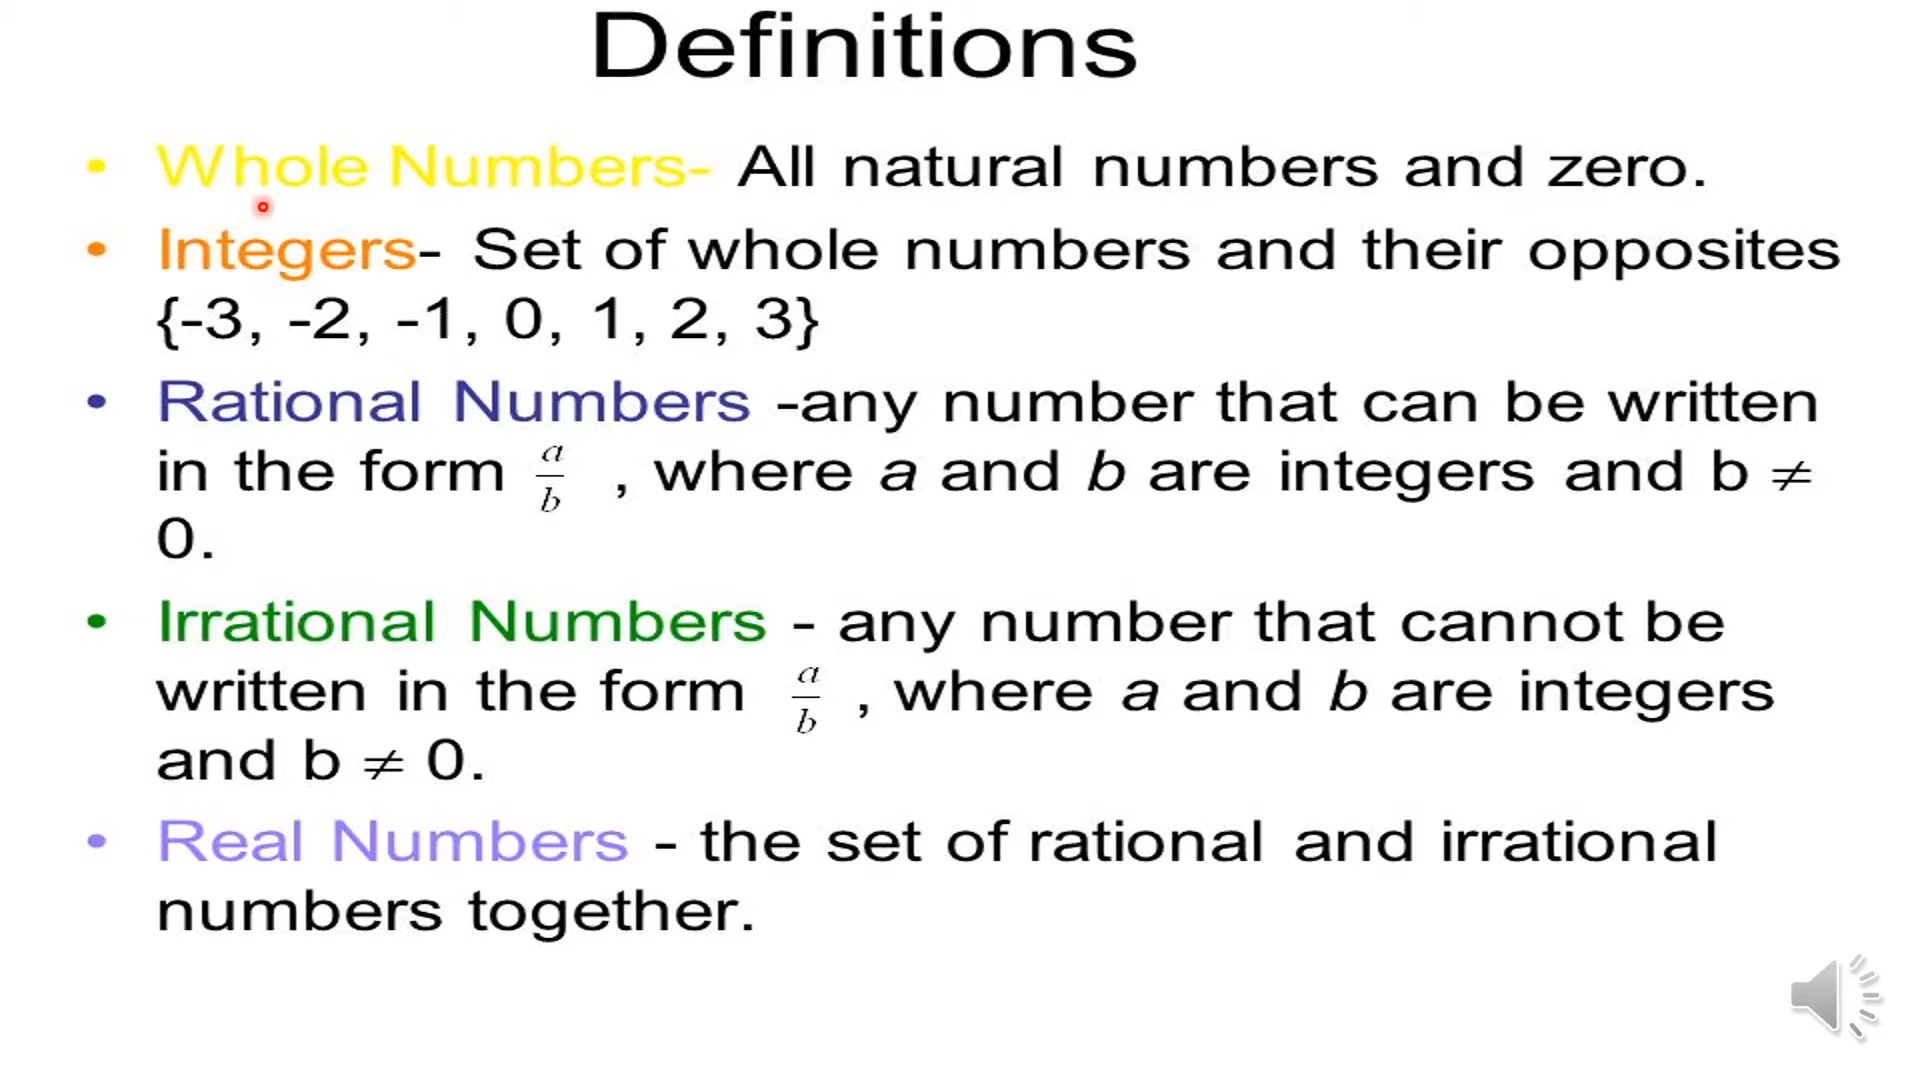 Definitions
• Whole Numbers- All natural numbers and zero.
• Integers- Set of whole numbers and their opposites
{-3, -2, -1, 0, 1, 2, 3}
• Rational Numbers -any number that can be written
in the form a/b , where a and b are integers and b ≠
0.
• Irrational Numbers - any number that cannot be
written in the form a/b , where a and b are integers
and b ≠ 0.
• Real Numbers - the set of rational and irrational
numbers together.